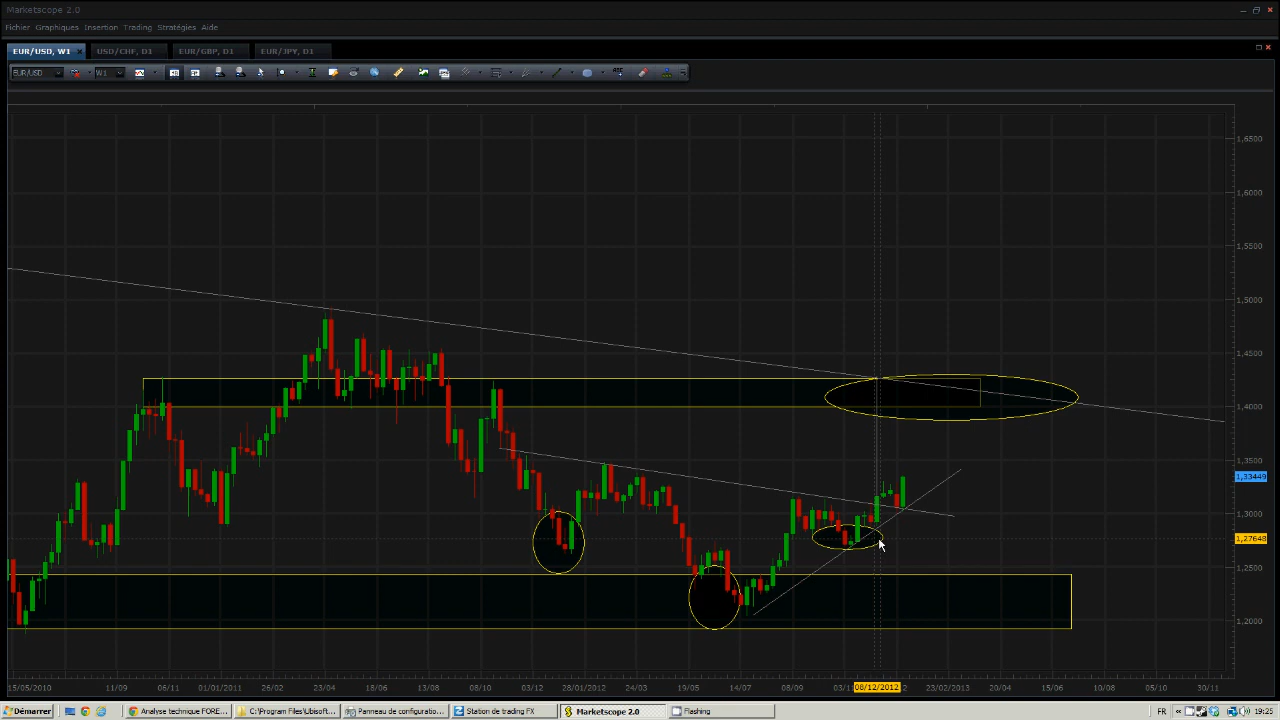 Marketscope 2.0
Fichier Graphiques Insertion Trading Stratégies Aide
EUR/USD, W1 USD/CHF, D1 EUR/GBP, D1 EUR/JPY, D1
EUR/USD W1
1,6500
1,6000
1,5500
1,5000
1,4500
1,4000
1,3500
1,33449
1,3000
1,27648
1,2500
1,2000
15/05/2010 11/09 06/11 01/01/2011 26/02 23/04 18/06 13/08 08/10 03/12 28/01/2012 24/03 19/05 14/07 08/09 03/11 08/12/2012 2 23/02/2013 20/04 15/06 10/08 05/10 30/11
Démarrer Analyse technique FORE... C:\Program Files\Ubisoft... Panneau de configuratio... Station de trading FX Marketscope 2.0 Flashing FR 19:25